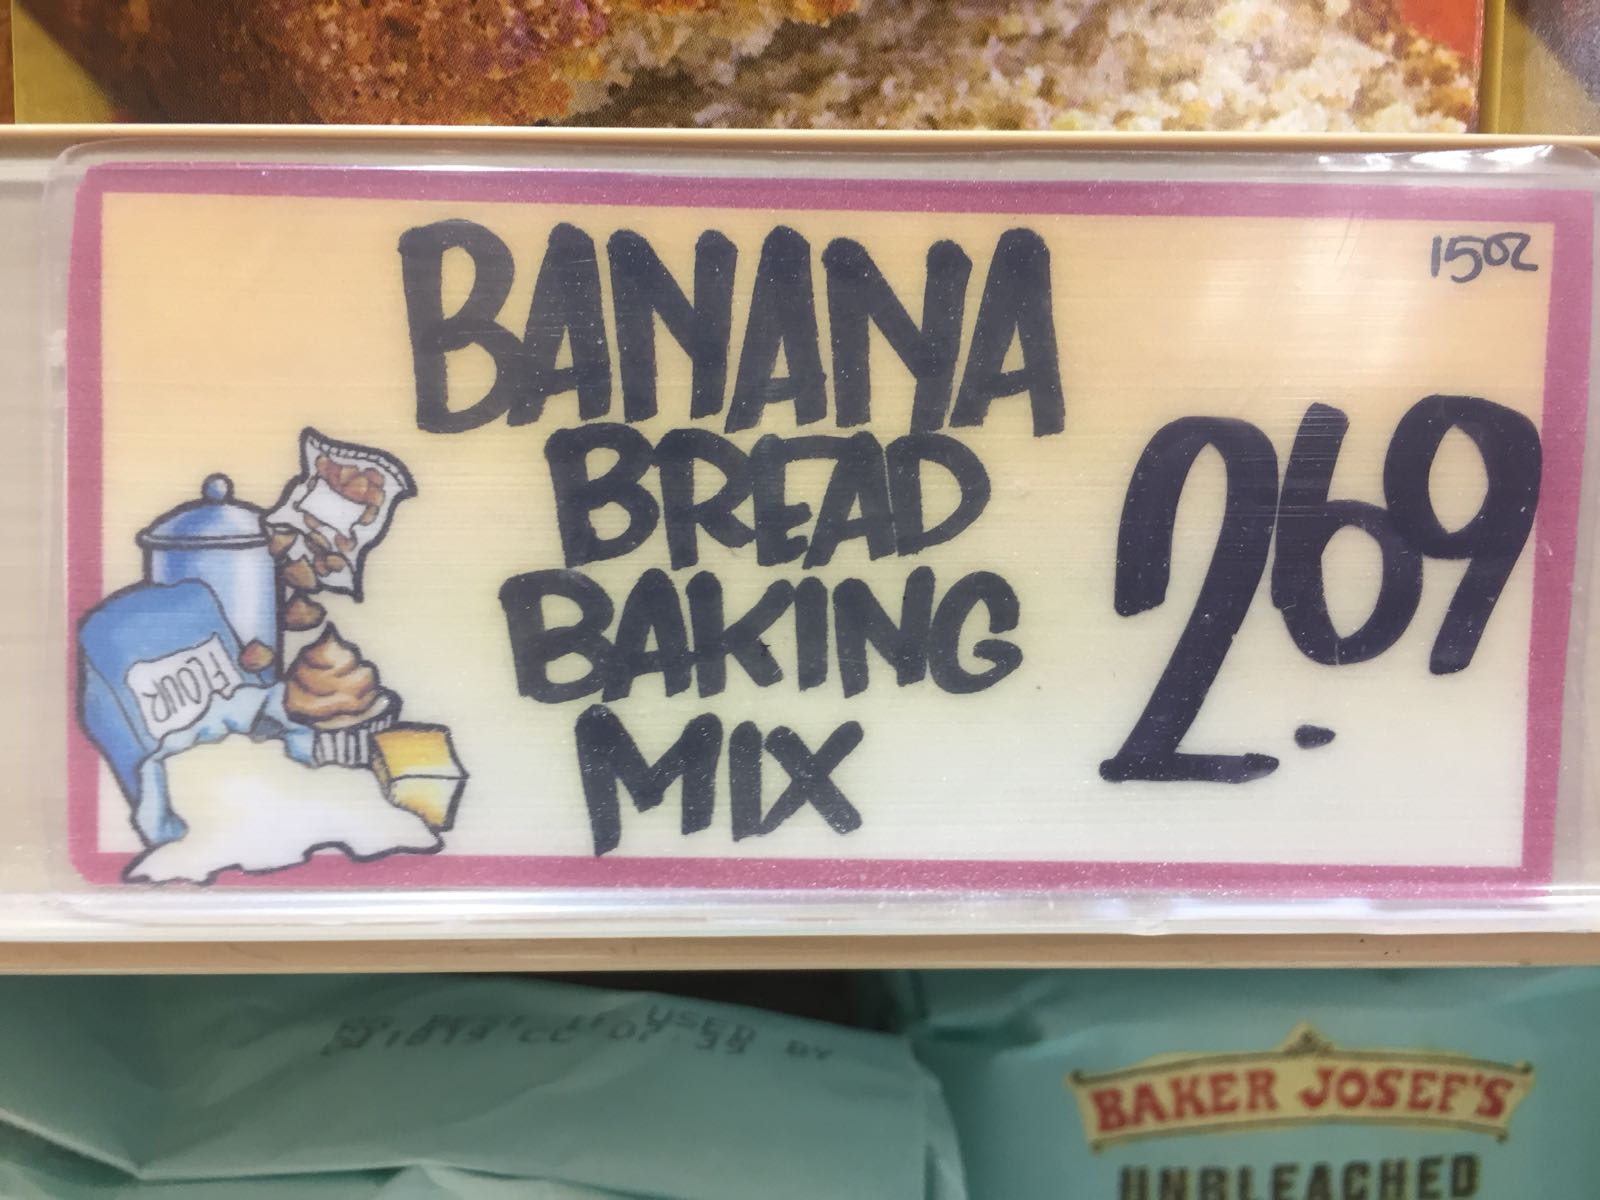 15oz
BANANA
BREAD
BAKING
MIX
2.69
FLOUR
BAKER JOSEF'S
UNBLEACHED